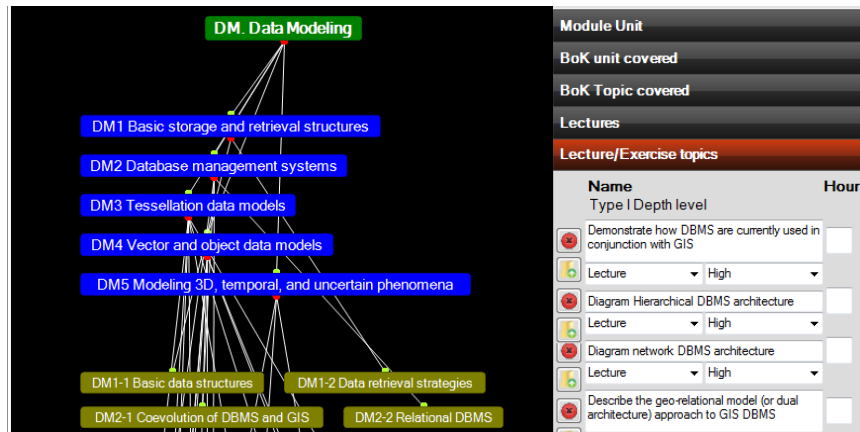 DM. Data Modeling
DM1 Basic storage and retrieval structures
DM2 Database management systems
DM3 Tessellation data models
DM4 Vector and object data models
DM5 Modeling 3D, temporal, and uncertain phenomena
DM1-1 Basic data structures
DM1-2 Data retrieval strategies
DM2-1 Coevolution of DBMS and GIS
DM2-2 Relational DBMS
Module Unit
BoK unit covered
BoK Topic covered
Lectures
Lecture/Exercise topics
Name
Hour
Type I Depth level
Demonstrate how DBMS are currently used in
conjunction with GIS
Lecture
High
Diagram Hierarchical DBMS architecture
Lecture
High
Diagram network DBMS architecture
Lecture
High
Describe the geo-relational model (or dual
architecture) approach to GIS DBMS